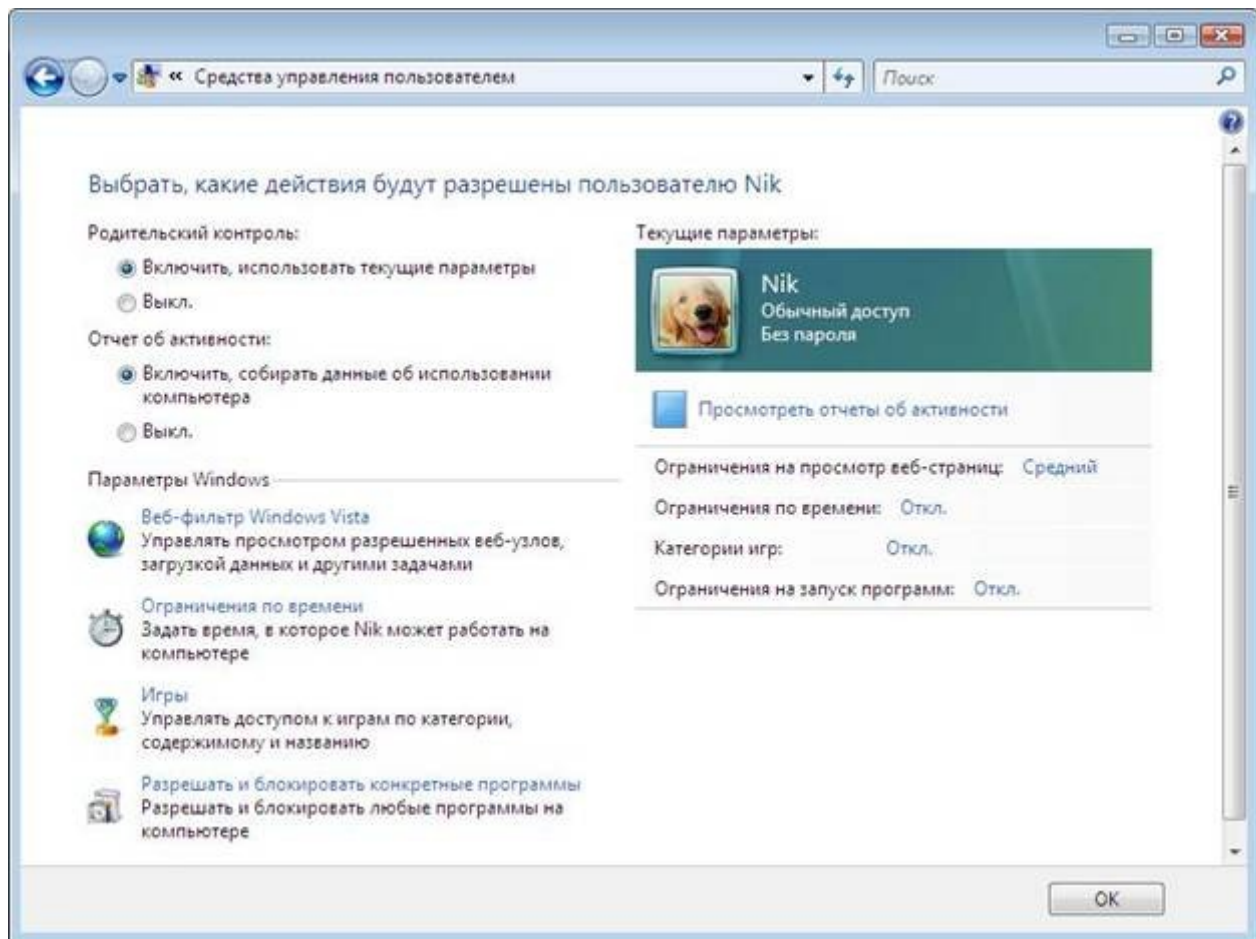 « Средства управления пользователем
Поиск
Выбрать, какие действия будут разрешены пользователю Nik
Родительский контроль:
Включить, использовать текущие параметры
Выкл.
Отчет об активности:
Включить, собирать данные об использовании
компьютера
Выкл.
Параметры Windows
Веб-фильтр Windows Vista
Управлять просмотром разрешенных веб-узлов,
загрузкой данных и другими задачами
Ограничения по времени
Задать время, в которое Nik может работать на
компьютере
Игры
Управлять доступом к играм по категории,
содержимому и названию
Разрешать и блокировать конкретные программы
Разрешать и блокировать любые программы на
компьютере
Текущие параметры:
Nik
Обычный доступ
Без пароля
Просмотреть отчеты об активности
Ограничения на просмотр веб-страниц: Средний
Ограничения по времени: Откл.
Категории игр: Откл.
Ограничения на запуск программ: Откл.
OK